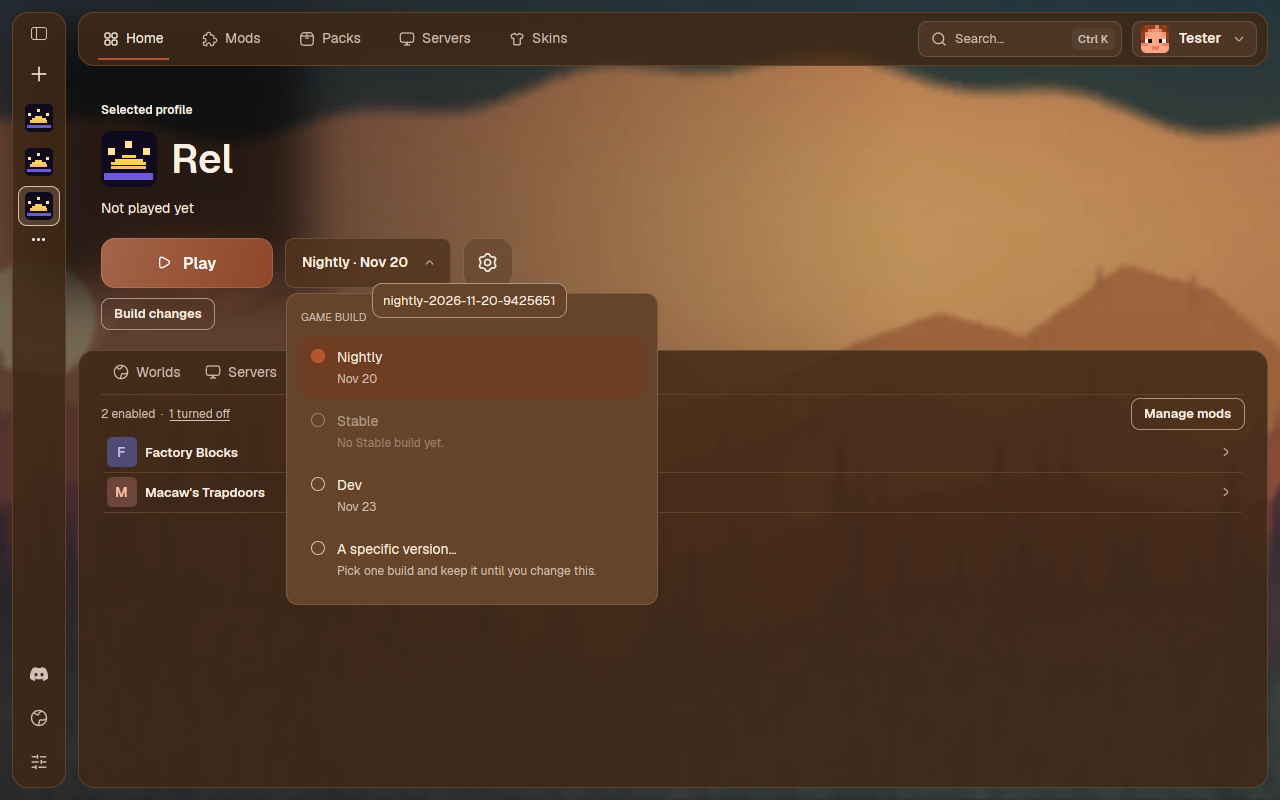 Home
Mods
Packs
Servers
Skins
Search...
Ctrl K
Tester
Selected profile
Rel
Not played yet
Play
Nightly · Nov 20
nightly-2026-11-20-9425651
Build changes
GAME BUILD
Nightly
Nov 20
Stable
No Stable build yet.
Dev
Nov 23
A specific version...
Pick one build and keep it until you change this.
Worlds
Servers
2 enabled · 1 turned off
Manage mods
F
Factory Blocks
M
Macaw's Trapdoors